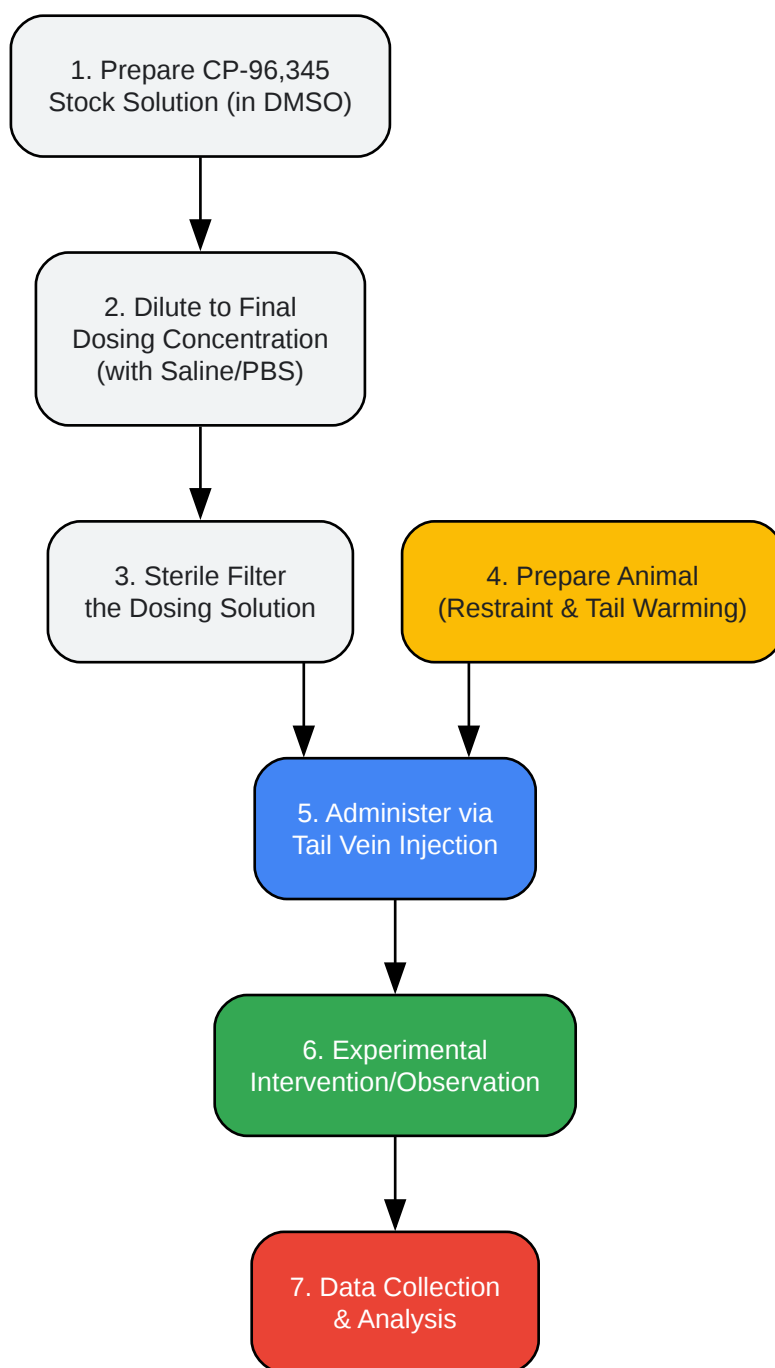 1. Prepare CP-96,345
Stock Solution (in DMSO)
2. Dilute to Final
Dosing Concentration
(with Saline/PBS)
3. Sterile Filter
the Dosing Solution
4. Prepare Animal
(Restraint & Tail Warming)
5. Administer via
Tail Vein Injection
6. Experimental
Intervention/Observation
7. Data Collection
& Analysis